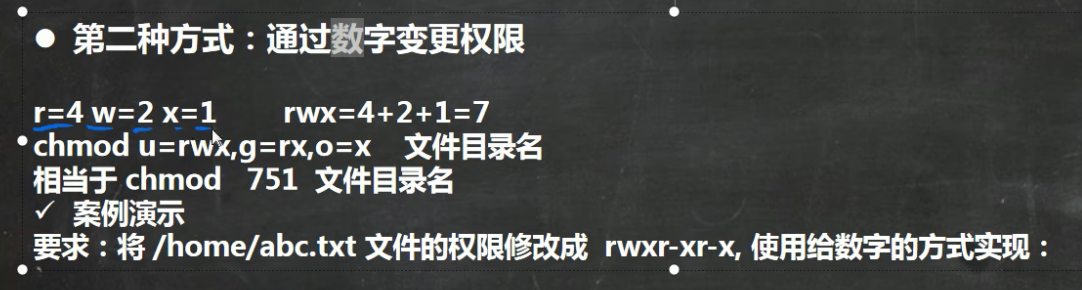 ● 第二种方式：通过数字变更权限
r=4 w=2 x=1 rwx=4+2+1=7
chmod u=rwx,g=rx,o=x 文件目录名
相当于 chmod 751 文件目录名
✓ 案例演示
要求：将 /home/abc.txt 文件的权限修改成 rwxr-xr-x, 使用给数字的方式实现：